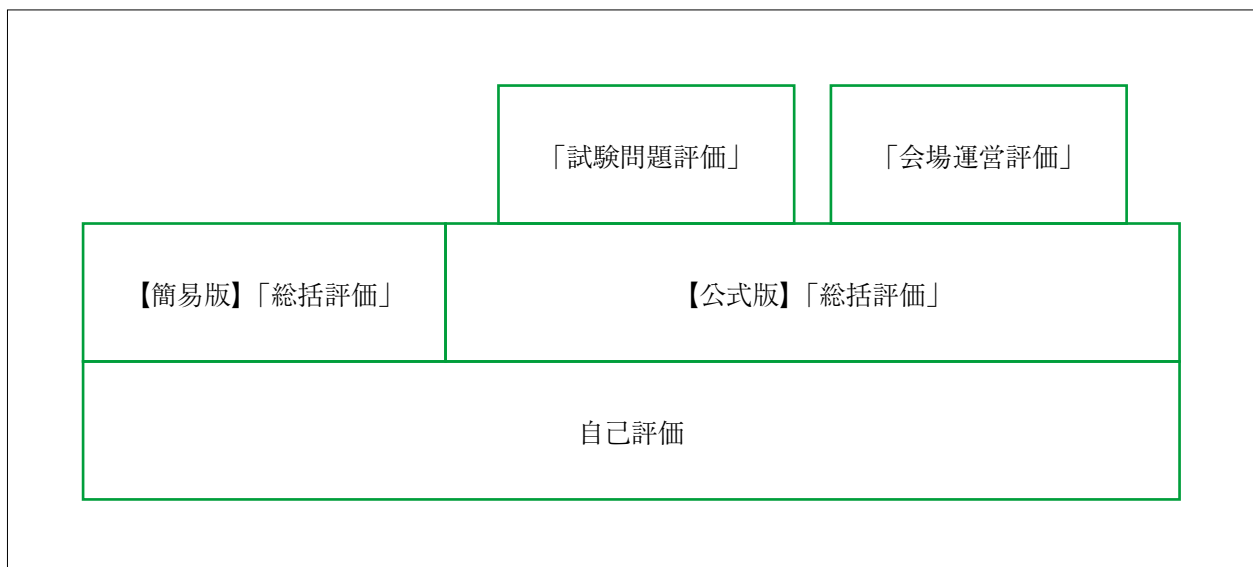 「試験問題評価」
「会場運営評価」
【簡易版】「総括評価」
【公式版】「総括評価」
自己評価